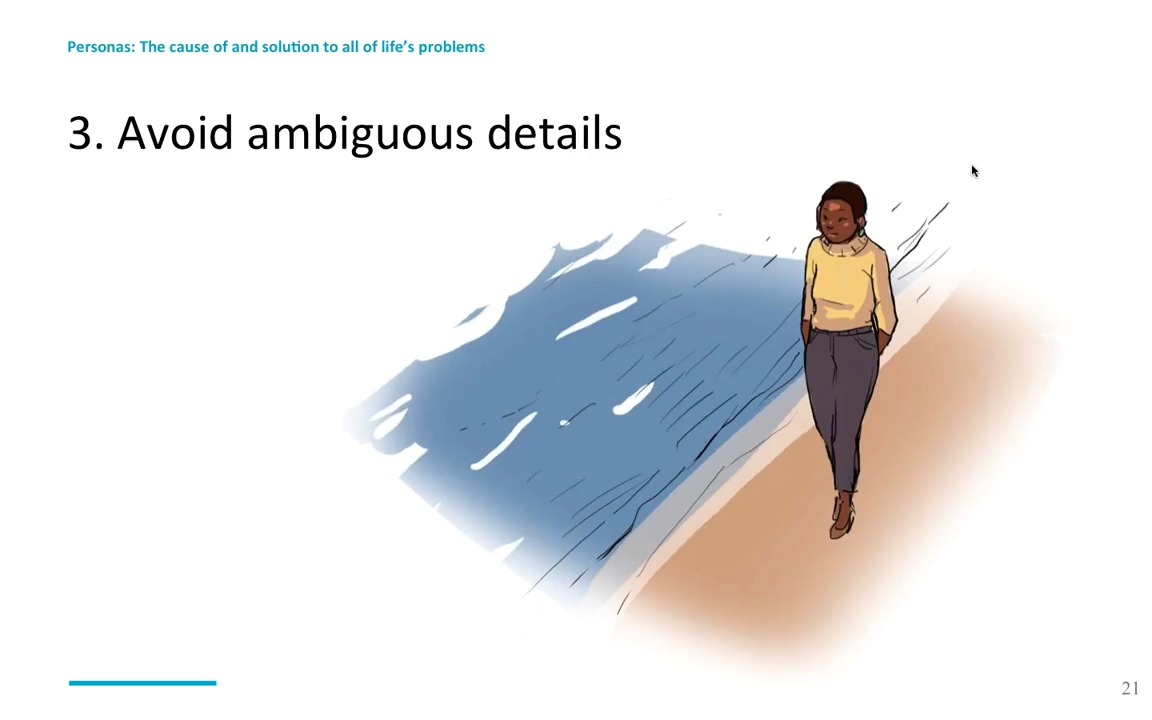 Personas: The cause of and solution to all of life’s problems
3. Avoid ambiguous details
21